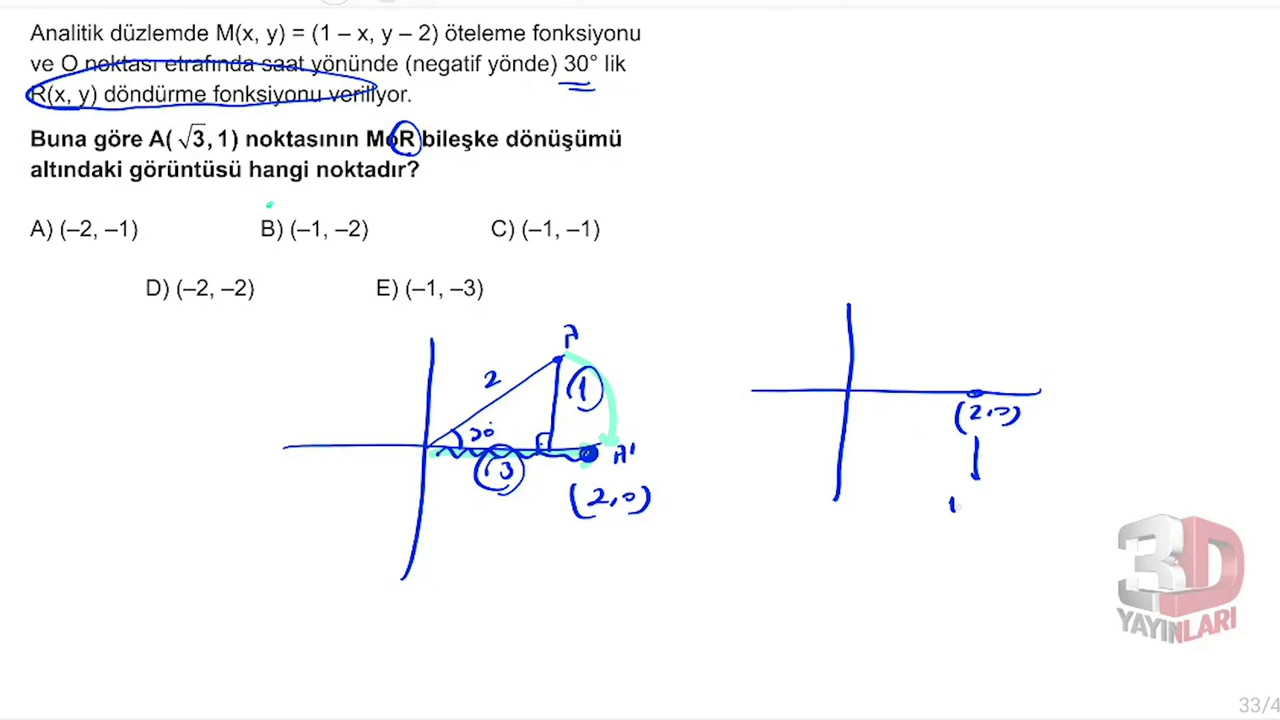 Analitik düzlemde M(x, y) = (1 – x, y – 2) öteleme fonksiyonu
ve O noktası etrafında saat yönünde (negatif yönde) 30° lik
R(x, y) döndürme fonksiyonu veriliyor.
Buna göre A(√3, 1) noktasının MoR bileşke dönüşümü
altındaki görüntüsü hangi noktadır?
A) (–2, –1) B) (–1, –2) C) (–1, –1)
D) (–2, –2) E) (–1, –3)
A
2
1
30°
A'
(2,0)
(2,0)
1
3D
YAYINLARI
33/4